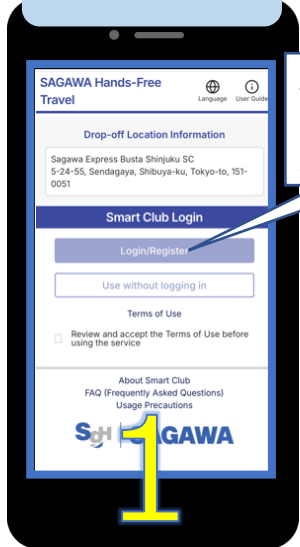 SAGAWA Hands-Free
Travel
Language
User Guide
Drop-off Location Information
Sagawa Express Busta Shinjuku SC
5-24-55, Sendagaya, Shibuya-ku, Tokyo-to, 151-
0051
Smart Club Login
Login/Register
Use without logging in
Terms of Use
Review and accept the Terms of Use before
using the service
About Smart Club
FAQ (Frequently Asked Questions)
Usage Precautions
1